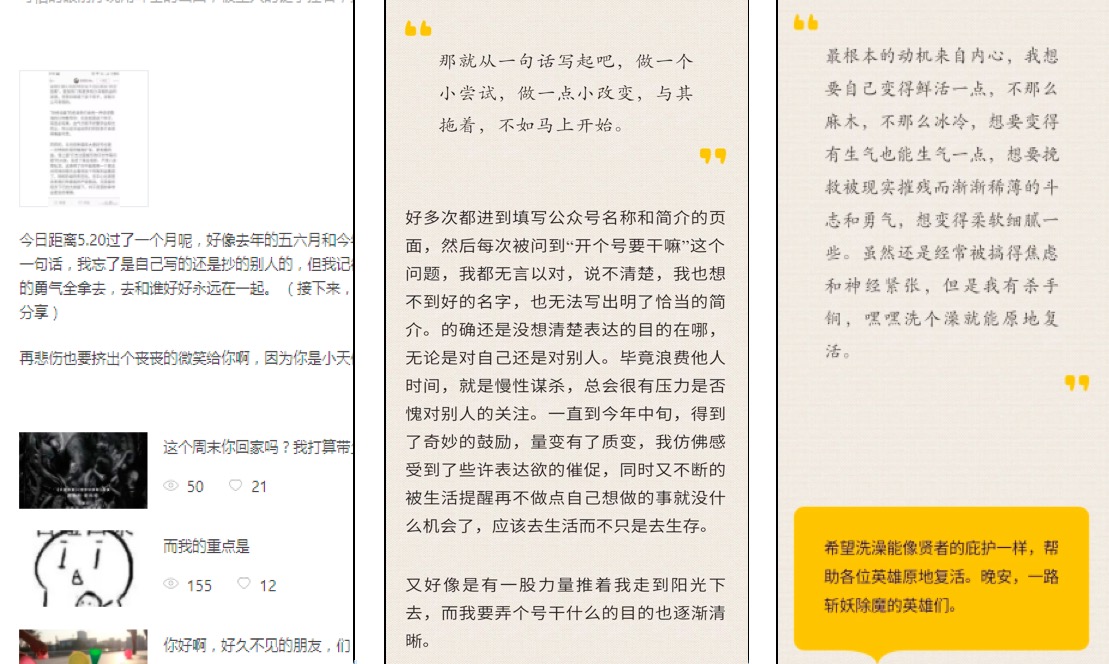 今日距离5.20过了一个月呢，好像去年的五六月和今
一句话，我忘了是自己写的还是抄的别人的，但我记
的勇气全拿去，去和谁好好永远在一起。（接下来，
分享）
再悲伤也要挤出个丧丧的微笑给你啊，因为你是小天
这个周末你回家吗？我打算带
50 21
而我的重点是
155 12
你好啊，好久不见的朋友，们
那就从一句话写起吧，做一个
小尝试，做一点小改变，与其
拖着，不如马上开始。
好多次都进到填写公众号名称和简介的页
面，然后每次被问到“开个号要干嘛”这个
问题，我都无言以对，说不清楚，我也想
不到好的名字，也无法写出明了恰当的简
介。的确还是没想清楚表达的目的在哪，
无论是对自己还是对别人。毕竟浪费他人
时间，就是慢性谋杀，总会很有压力是否
愧对别人的关注。一直到今年中旬，得到
了奇妙的鼓励，量变有了质变，我仿佛感
受到了些许表达欲的催促，同时又不断的
被生活提醒再不做点自己想做的事就没什
么机会了，应该去生活而不只是去生存。
又好像是有一股力量推着我走到阳光下
去，而我要弄个号干什么的目的也逐渐清
晰。
最根本的动机来自内心，我想
要自己变得鲜活一点，不那么
麻木，不那么冰冷，想要变得
有生气也能生气一点，想要挽
救被现实摧残而渐渐稀薄的斗
志和勇气，想变得柔软细腻一
些。虽然还是经常被搞得焦虑
和神经紧张，但是我有杀手
锏，嘿嘿洗个澡就能原地复
活。
希望洗澡能像贤者的庇护一样，帮
助各位英雄原地复活。晚安，一路
斩妖除魔的英雄们。